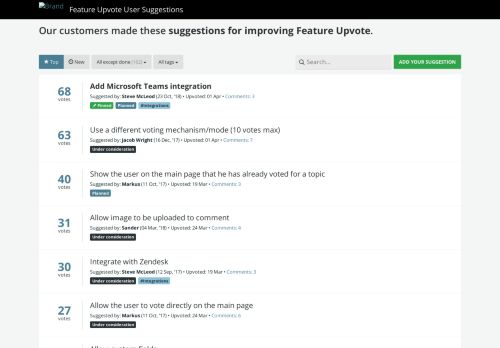 Brand
Feature Upvote User Suggestions
Our customers made these suggestions for improving Feature Upvote.
Top
New
All except done (162)
All tags
Search...
ADD YOUR SUGGESTION
68
votes
Add Microsoft Teams integration
Suggested by: Steve McLeod (23 Oct, '18) • Upvoted: 01 Apr • Comments: 3
Pinned
Planned
#integrations
63
votes
Use a different voting mechanism/mode (10 votes max)
Suggested by: Jacob Wright (16 Dec, '17) • Upvoted: 01 Apr • Comments: 7
Under consideration
40
votes
Show the user on the main page that he has already voted for a topic
Suggested by: Markus (11 Oct, '17) • Upvoted: 19 Mar • Comments: 3
Planned
31
votes
Allow image to be uploaded to comment
Suggested by: Sander (04 Mar, '18) • Upvoted: 24 Mar • Comments: 4
Under consideration
30
votes
Integrate with Zendesk
Suggested by: Steve McLeod (12 Sep, '17) • Upvoted: 19 Mar • Comments: 3
Under consideration
#integrations
27
votes
Allow the user to vote directly on the main page
Suggested by: Markus (11 Oct, '17) • Upvoted: 24 Mar • Comments: 6
Under consideration